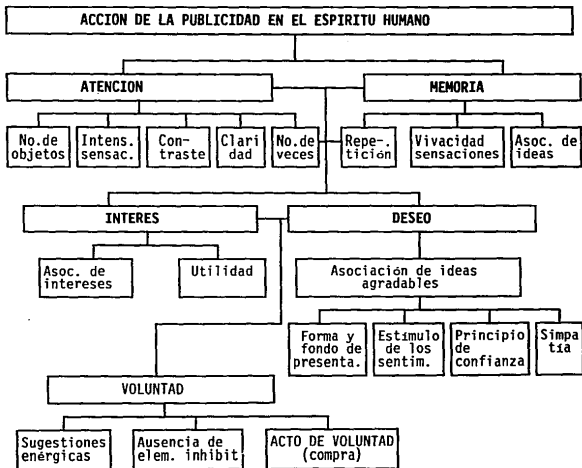 ACCION DE LA PUBLICIDAD EN EL ESPIRITU HUMANO
ATENCION
MEMORIA
No.de
objetos
Intens.
sensac.
Con-
traste
Clari
dad
No.de
veces
Repe-.
tición
Vivacidad
sensaciones
Asoc. de
ideas
INTERES
DESEO
Asoc. de
intereses
Utilidad
Asociación de ideas
agradables
Forma y
fondo de
presenta.
Estímulo
de los
sentim.
Principio
de
confianza
Simpa
tía
VOLUNTAD
Sugestiones
enérgicas
Ausencia de
elem. inhibit
ACTO DE VOLUNTAD
(compra)